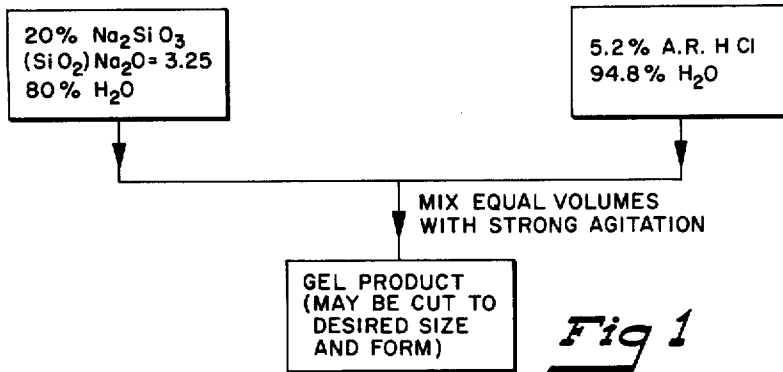 20% Na₂SiO₃
(SiO₂)Na₂O = 3.25
80% H₂O
5.2% A.R. HCl
94.8% H₂O
MIX EQUAL VOLUMES
WITH STRONG AGITATION
GEL PRODUCT
(MAY BE CUT TO
DESIRED SIZE
AND FORM)
Fig 1